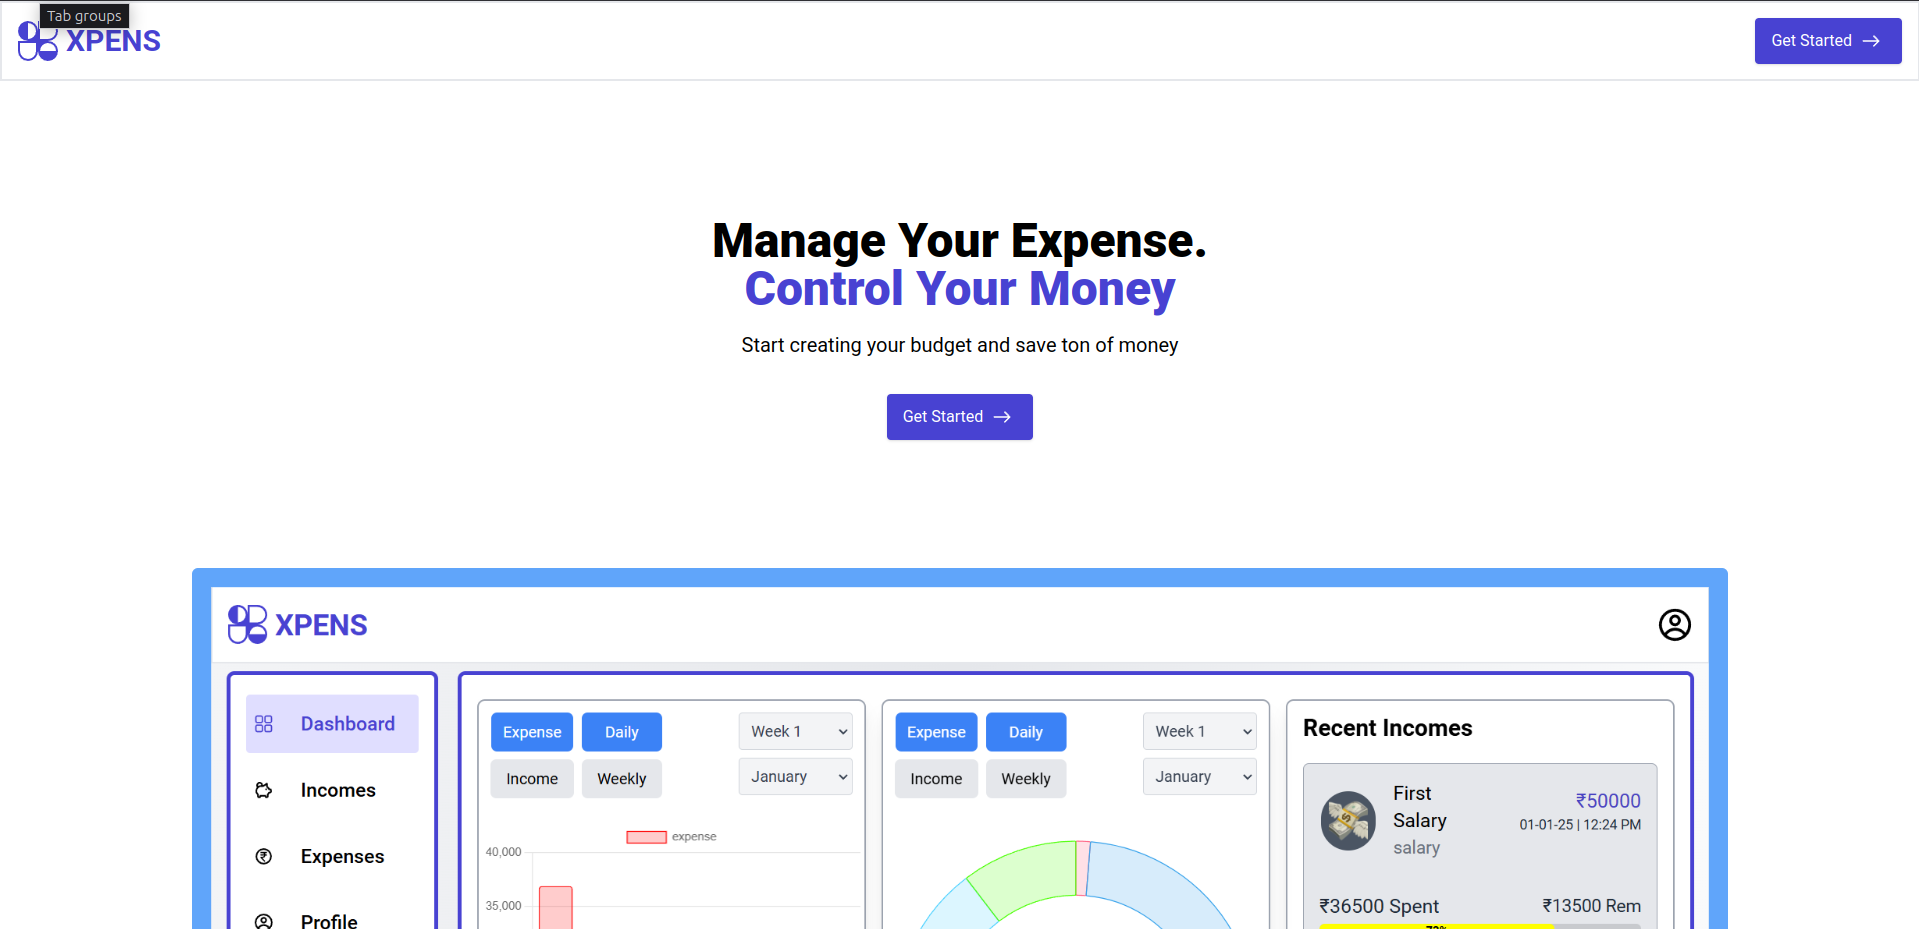 Tab groups
XPENS
Get Started
Manage Your Expense.
Control Your Money
Start creating your budget and save ton of money
Get Started
XPENS
Dashboard
Incomes
Expenses
Profile
Expense Daily Week 1
Income Weekly January
expense
40,000
35,000
Expense Daily Week 1
Income Weekly January
Recent Incomes
First
Salary
salary
₹50000
01-01-25 | 12:24 PM
₹36500 Spent ₹13500 Rem